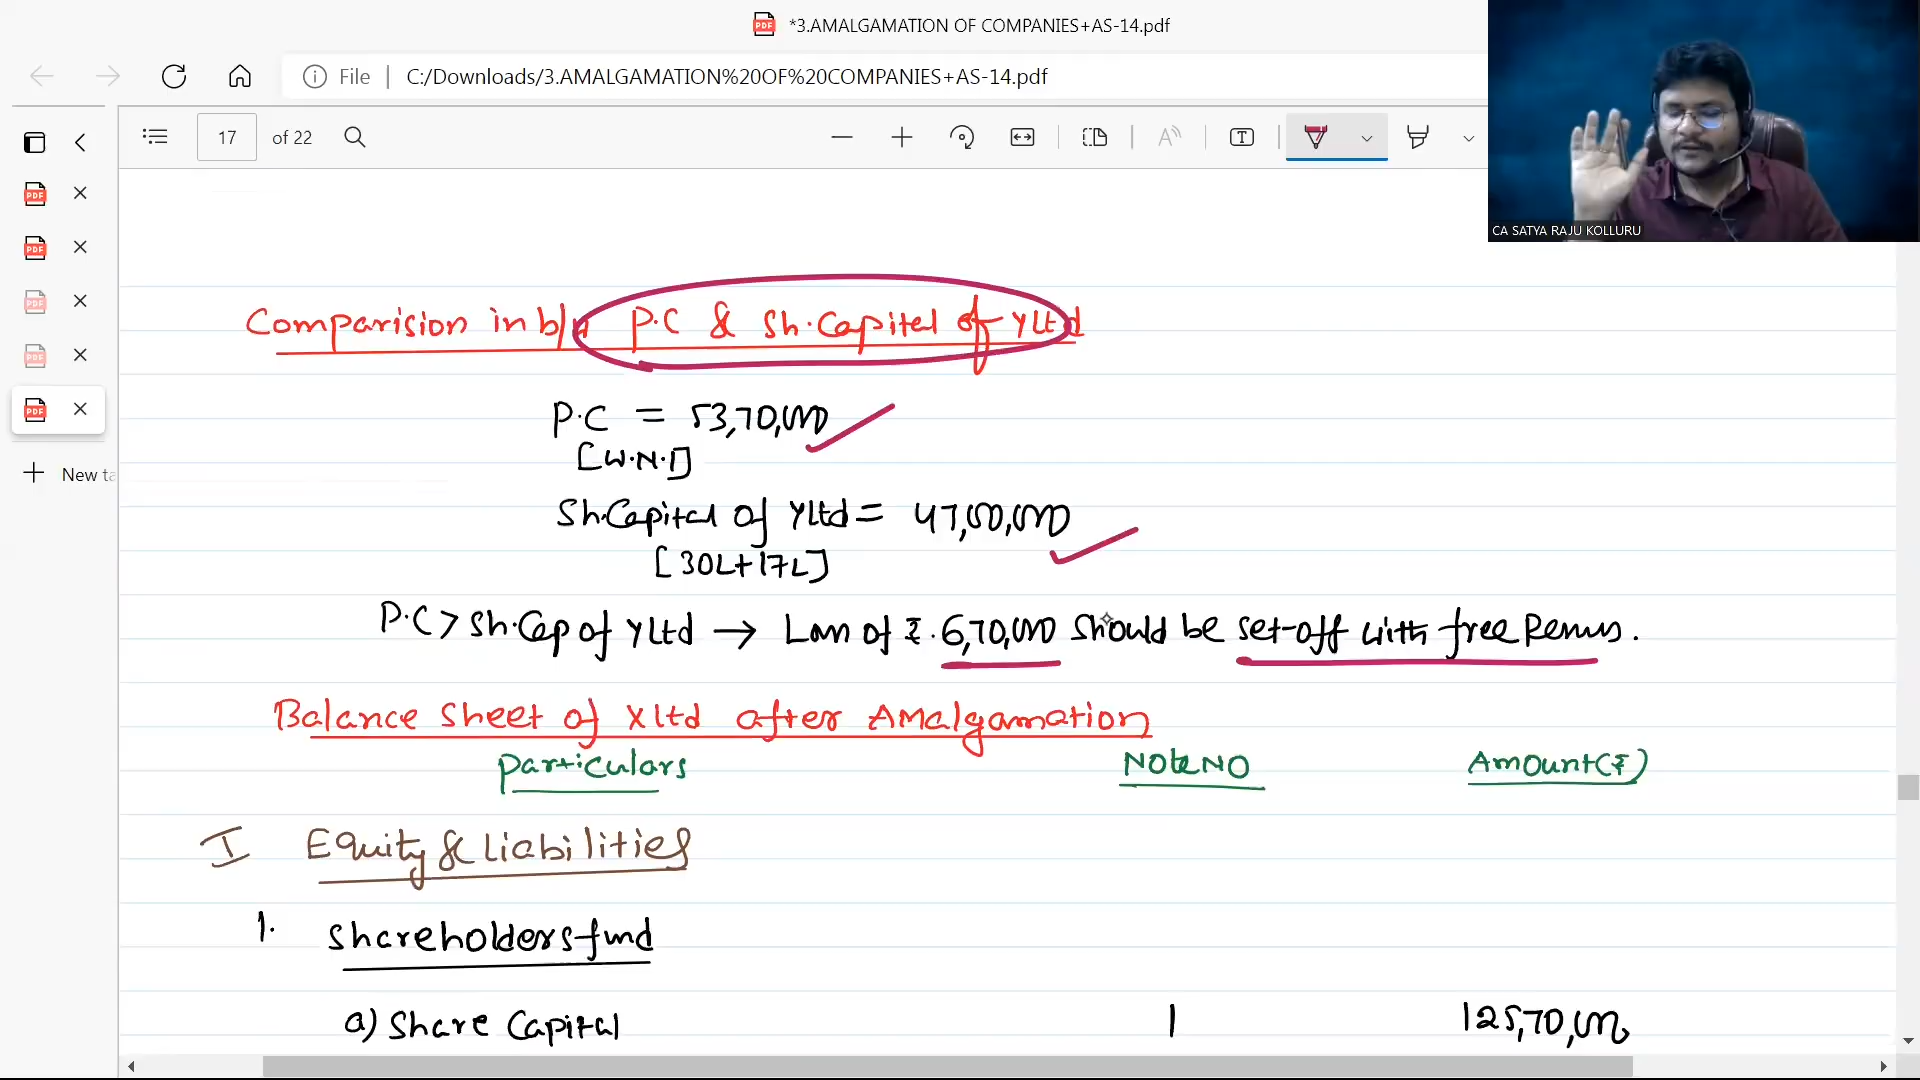 *3.AMALGAMATION OF COMPANIES+AS-14.pdf
File
C:/Downloads/3.AMALGAMATION%20OF%20COMPANIES+AS-14.pdf
17 of 22
CA SATYA RAJU KOLLURU
New ta
Comparision in b/n P.C & Sh.Capital of YLtd
P.C = 53,70,000
[W.N.1]
Sh.Capital of YLtd = 47,00,000
[30L+17L]
P.C > Sh.Cap of YLtd → Loss of ₹.6,70,000 should be set-off with free Reserves.
Balance Sheet of XLtd after Amalgamation
Particulars
Note NO
Amount(₹)
I Equity & Liabilities
1. Shareholders fund
a) Share Capital 1 125,70,000